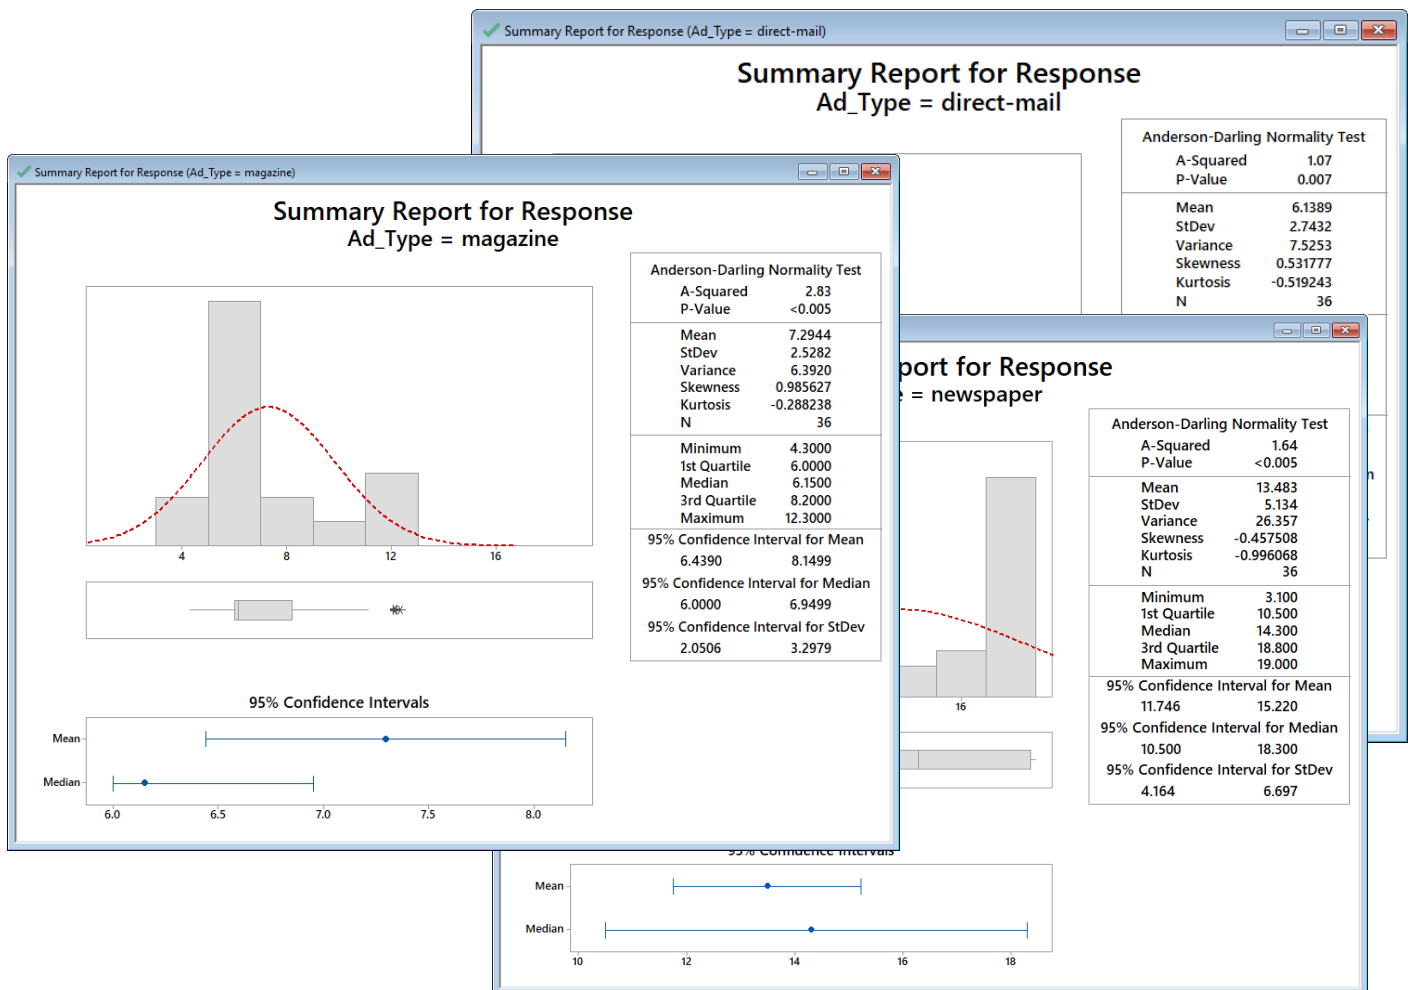 Summary Report for Response (Ad_Type = direct-mail)
Summary Report for Response
Ad_Type = direct-mail
Anderson-Darling Normality Test
A-Squared 1.07
P-Value 0.007
Mean 6.1389
StDev 2.7432
Variance 7.5253
Skewness 0.531777
Kurtosis -0.519243
N 36
Summary Report for Response (Ad_Type = magazine)
Summary Report for Response
Ad_Type = magazine
Anderson-Darling Normality Test
A-Squared 2.83
P-Value <0.005
Mean 7.2944
StDev 2.5282
Variance 6.3920
Skewness 0.985627
Kurtosis -0.288238
N 36
Minimum 4.3000
1st Quartile 6.0000
Median 6.1500
3rd Quartile 8.2000
Maximum 12.3000
95% Confidence Interval for Mean
6.4390 8.1499
95% Confidence Interval for Median
6.0000 6.9499
95% Confidence Interval for StDev
2.0506 3.2979
4 8 12 16
95% Confidence Intervals
Mean
Median
6.0 6.5 7.0 7.5 8.0
port for Response
= newspaper
Anderson-Darling Normality Test
A-Squared 1.64
P-Value <0.005
Mean 13.483
StDev 5.134
Variance 26.357
Skewness -0.457508
Kurtosis -0.996068
N 36
Minimum 3.100
1st Quartile 10.500
Median 14.300
3rd Quartile 18.800
Maximum 19.000
95% Confidence Interval for Mean
11.746 15.220
95% Confidence Interval for Median
10.500 18.300
95% Confidence Interval for StDev
4.164 6.697
16
95% Confidence Intervals
Mean
Median
10 12 14 16 18